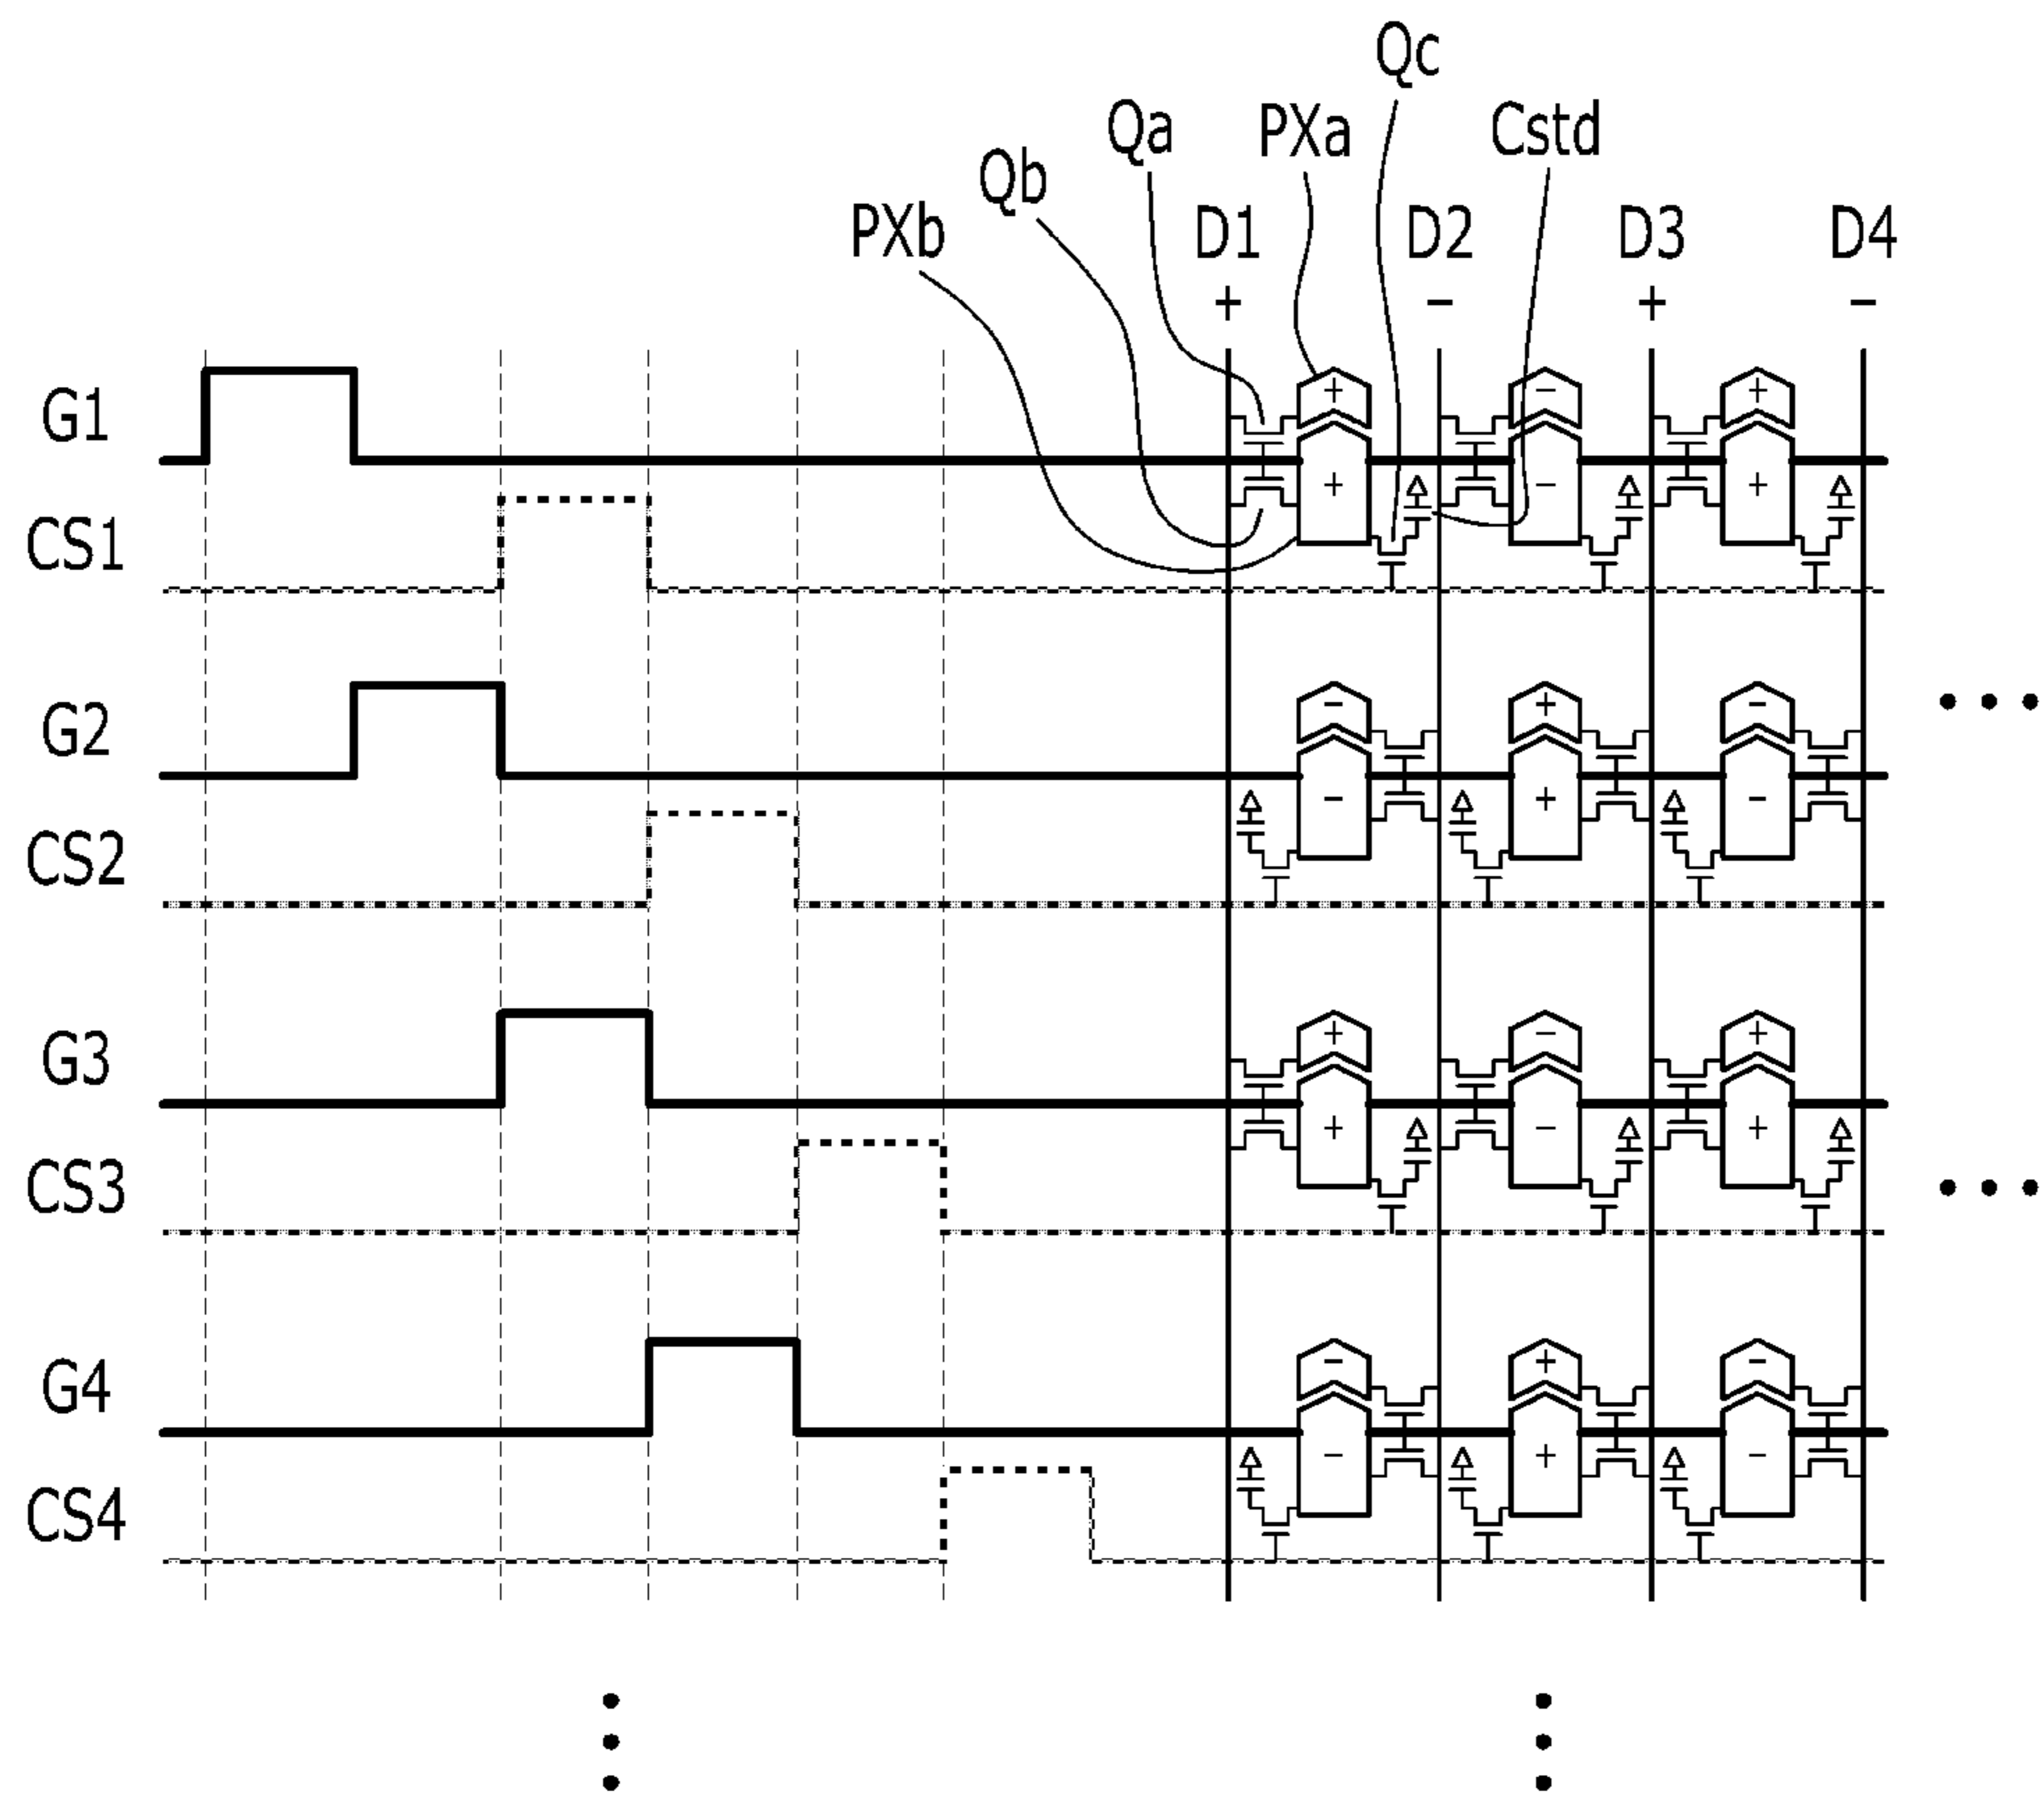 Qc
Qa PXa Cstd
Qb
PXb D1 D2 D3 D4
+ − + −
G1 + − +
+ − +
CS1
G2 − + −
− + −
CS2
G3 + − +
+ − +
CS3
G4 − + −
− + −
CS4